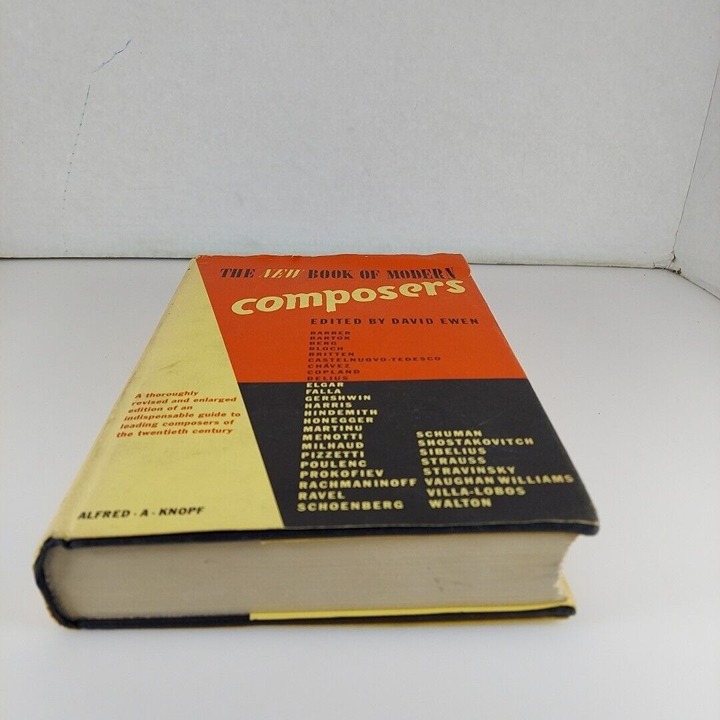 THE NEW BOOK OF MODERN
composers
EDITED BY DAVID EWEN
BARBER
BARTÓK
BERG
BLOCH
BRITTEN
CASTELNUOVO-TEDESCO
CHÁVEZ
COPLAND
DELIUS
ELGAR
FALLA
GERSHWIN
HARRIS
HINDEMITH
HONEGGER
MARTINU
MENOTTI
MILHAUD
PIZZETTI
POULENC
PROKOFIEV
RACHMANINOFF
RAVEL
SCHOENBERG
SCHUMAN
SHOSTAKOVITCH
SIBELIUS
STRAUSS
STRAVINSKY
VAUGHAN WILLIAMS
VILLA-LOBOS
WALTON
A thoroughly
revised and enlarged
edition of an
indispensable guide to
leading composers of
the twentieth century
ALFRED · A · KNOPF